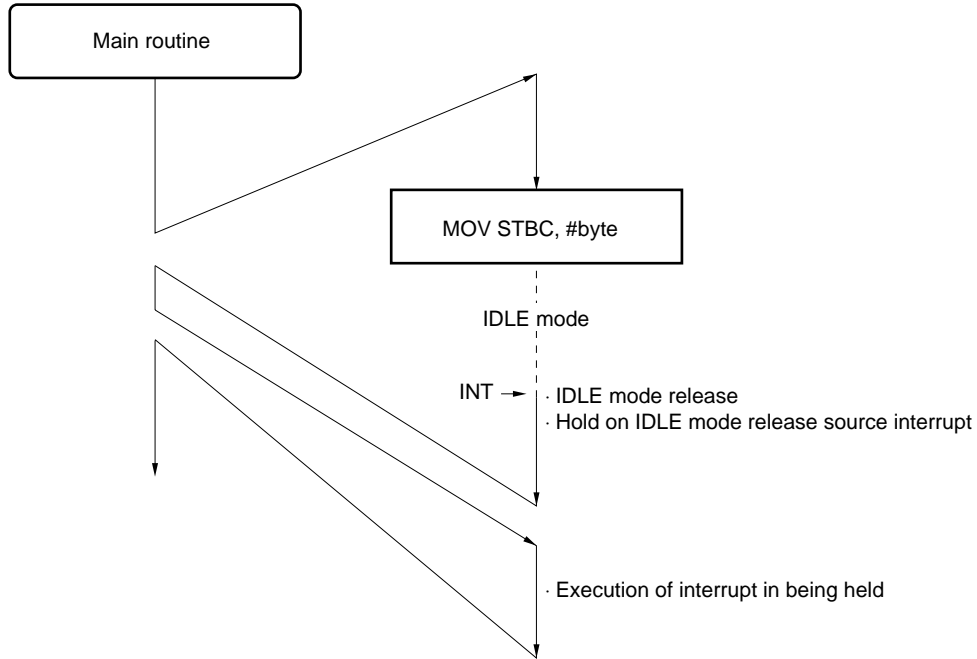 Main routine
MOV STBC, #byte
IDLE mode
INT
· IDLE mode release
· Hold on IDLE mode release source interrupt
· Execution of interrupt in being held